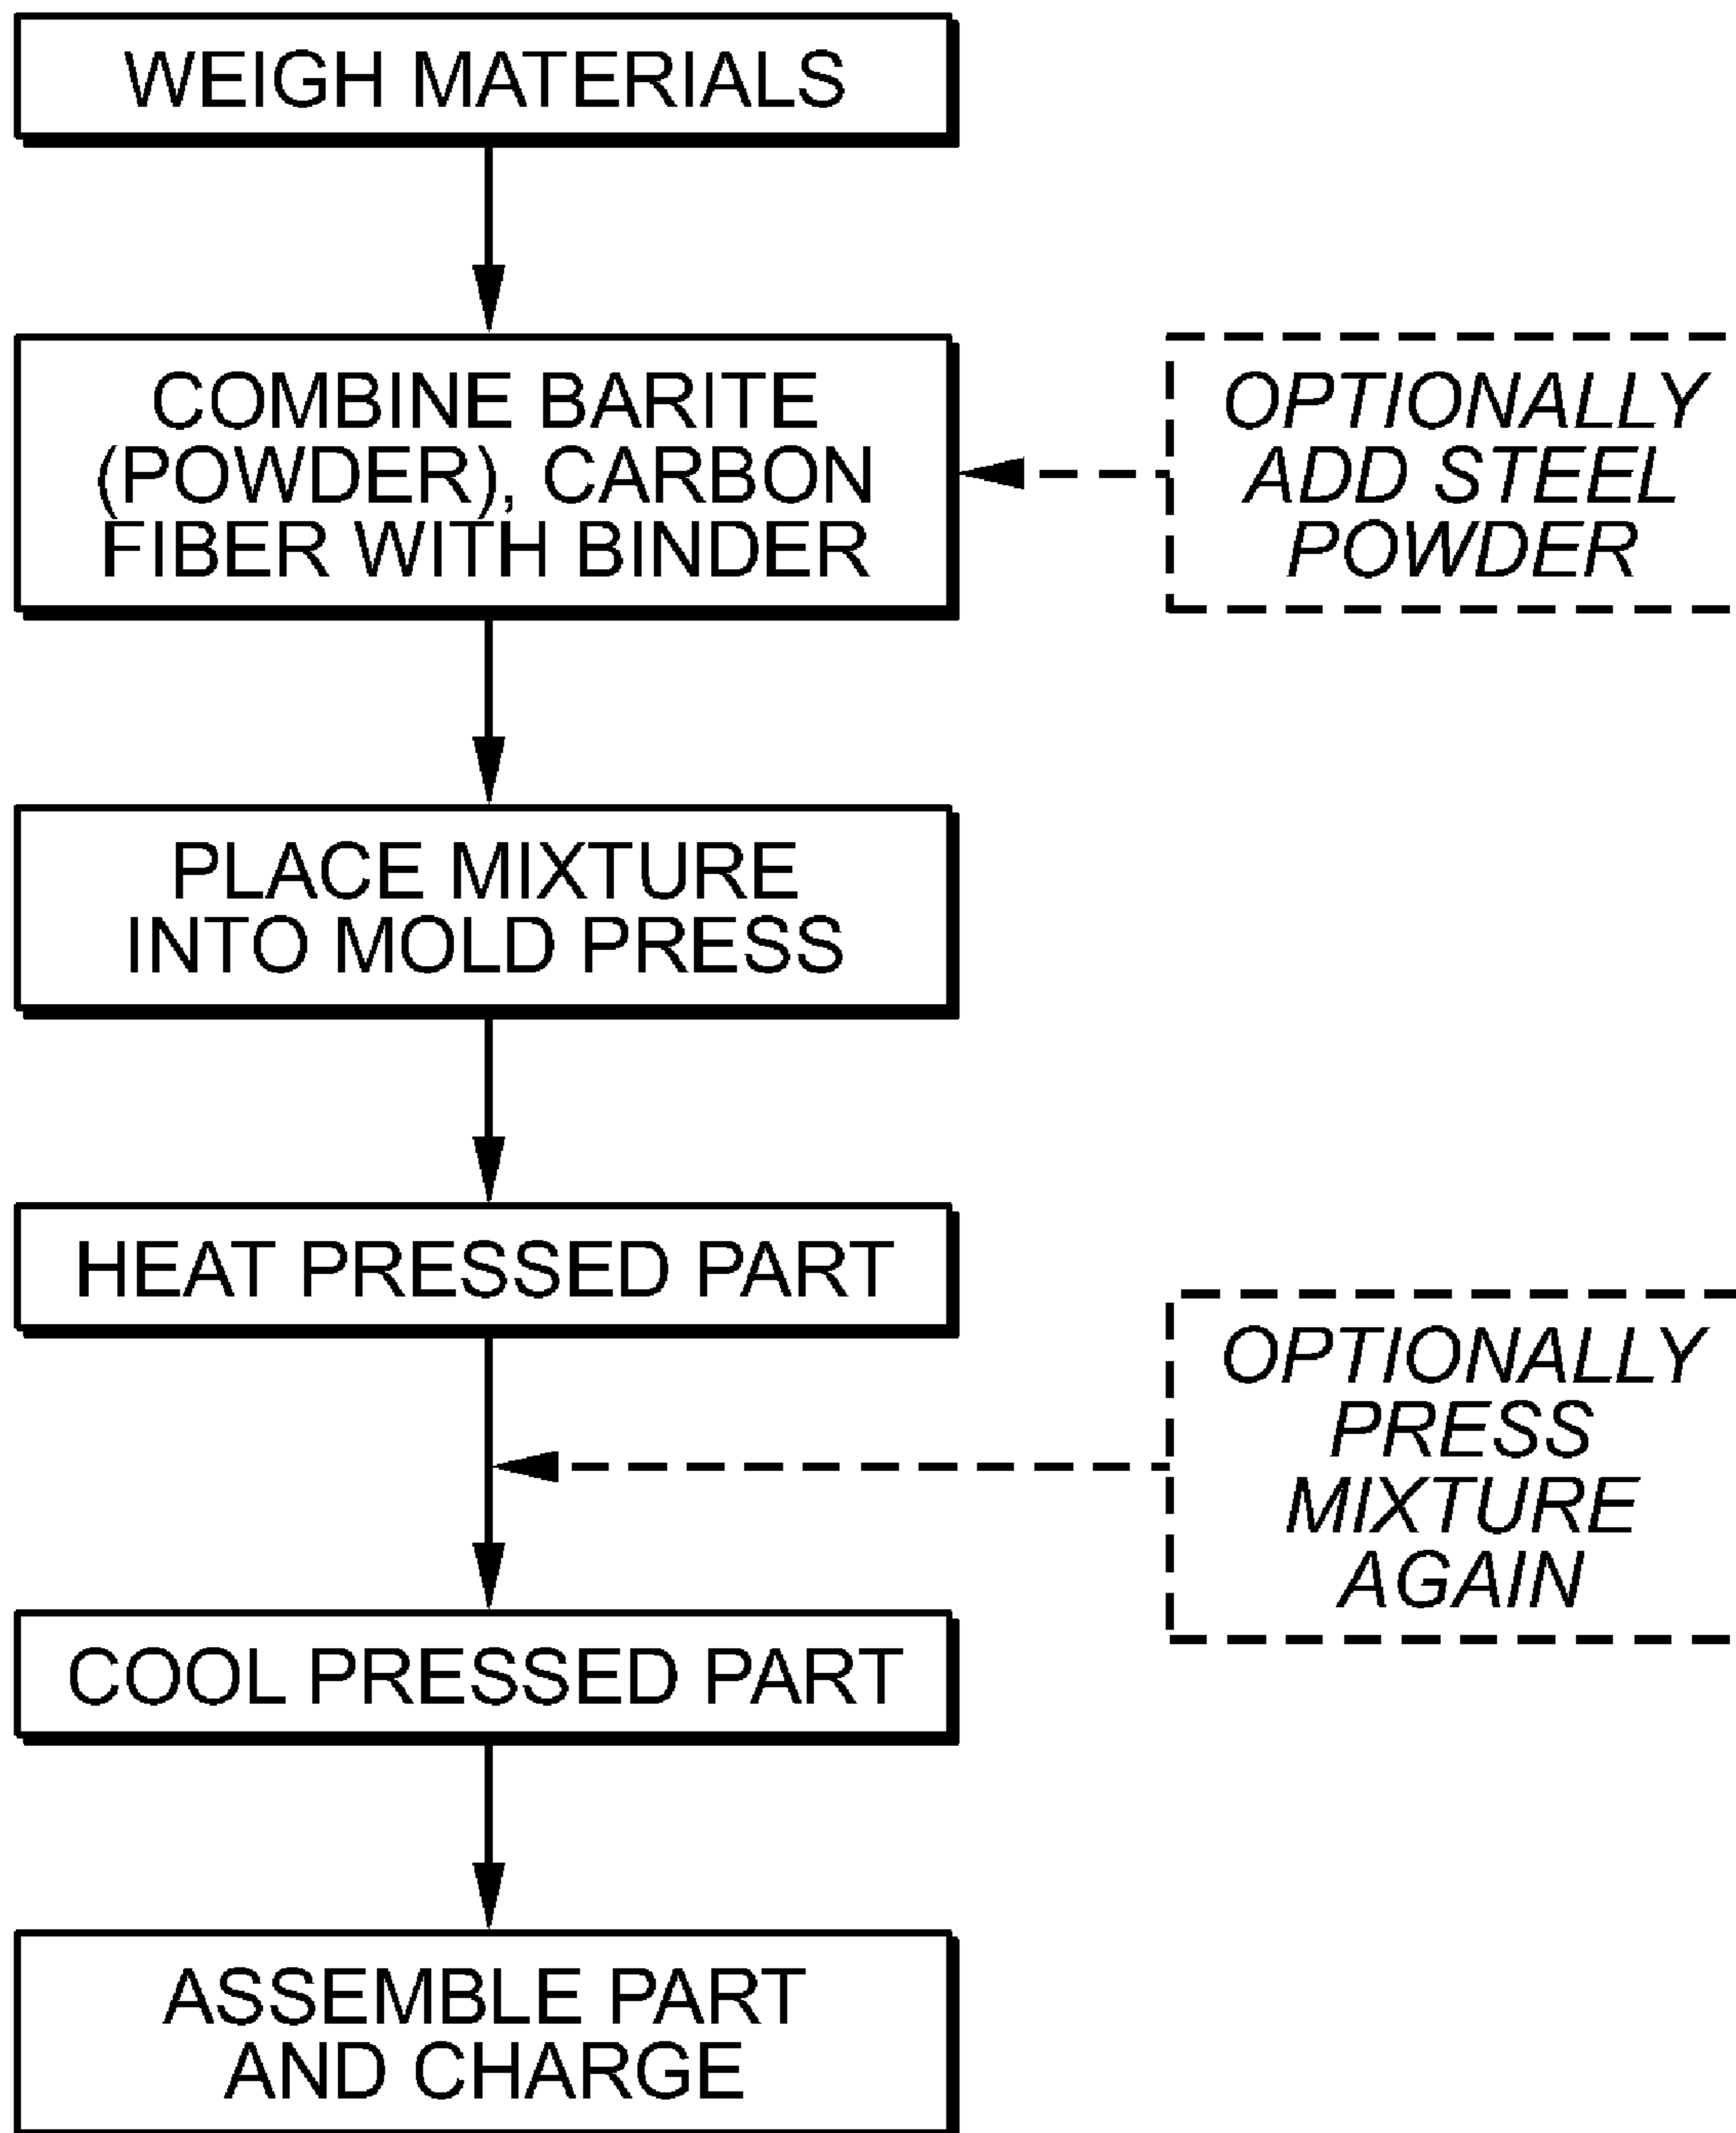 WEIGH MATERIALS
COMBINE BARITE
(POWDER), CARBON
FIBER WITH BINDER
OPTIONALLY
ADD STEEL
POWDER
PLACE MIXTURE
INTO MOLD PRESS
HEAT PRESSED PART
OPTIONALLY
PRESS
MIXTURE
AGAIN
COOL PRESSED PART
ASSEMBLE PART
AND CHARGE